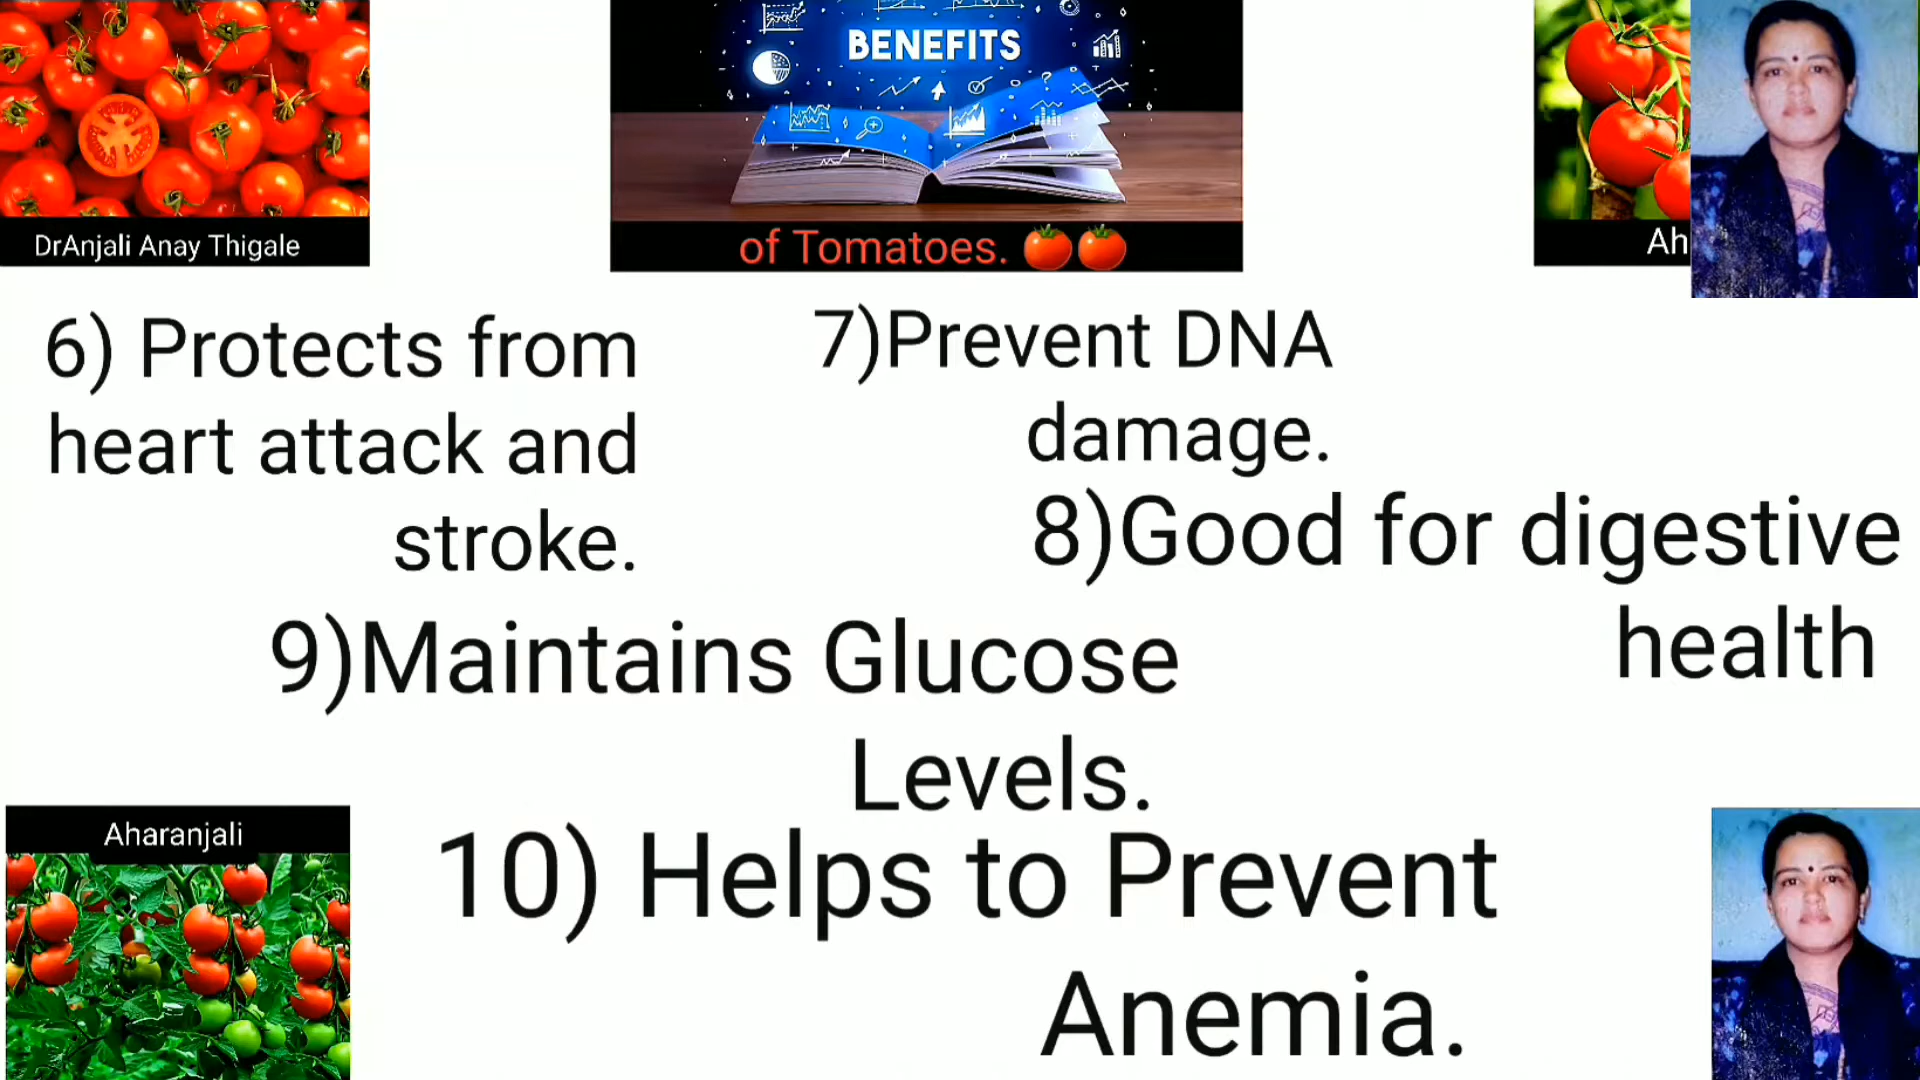 BENEFITS
of Tomatoes. 🍅🍅
DrAnjali Anay Thigale
Ah
6) Protects from
heart attack and
stroke.
7)Prevent DNA
damage.
8)Good for digestive
health
9)Maintains Glucose
Levels.
10) Helps to Prevent
Anemia.
Aharanjali